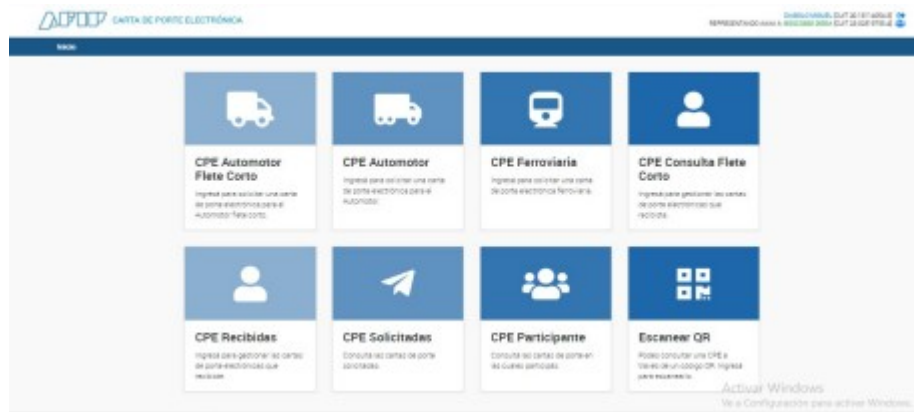 AFIP CARTA DE PORTE ELECTRÓNICA
Inicio
CPE Automotor
Flete Corto
Ingresá para solicitar una carta
de porte electrónica para el
Automotor flete corto.
CPE Automotor
Ingresá para solicitar una carta
de porte electrónica para el
Automotor.
CPE Ferroviaria
Ingresá para solicitar una carta
de porte electrónica ferroviaria.
CPE Consulta Flete
Corto
Ingresá para gestionar las cartas
de porte electrónicas que
recibiste.
CPE Recibidas
Ingresá para gestionar las cartas
de porte electrónicas que
recibiste.
CPE Solicitadas
Consultá las cartas de porte
solicitadas.
CPE Participante
Consultá las cartas de porte en
las cuales participás.
Escanear QR
Podés consultar una CPE a
través de un código QR. Ingresá
para escanearlo.
Activar Windows
Ve a Configuración para activar Windows.